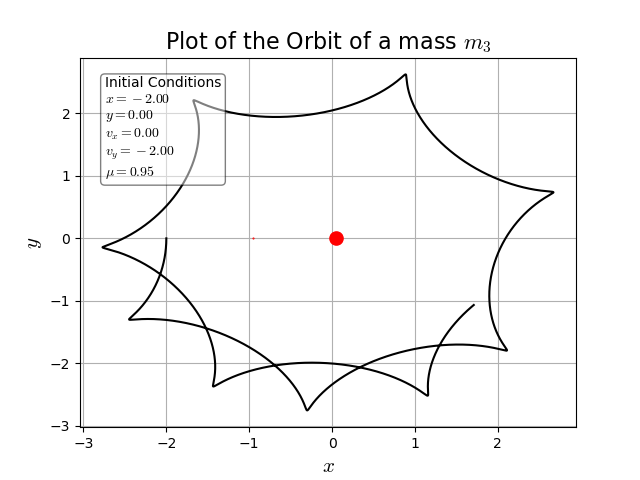 Plot of the Orbit of a mass m₃
Initial Conditions
x = −2.00
y = 0.00
vₓ = 0.00
v_y = −2.00
μ = 0.95
y
2
1
0
−1
−2
−3
−3
−2
−1
0
1
2
x